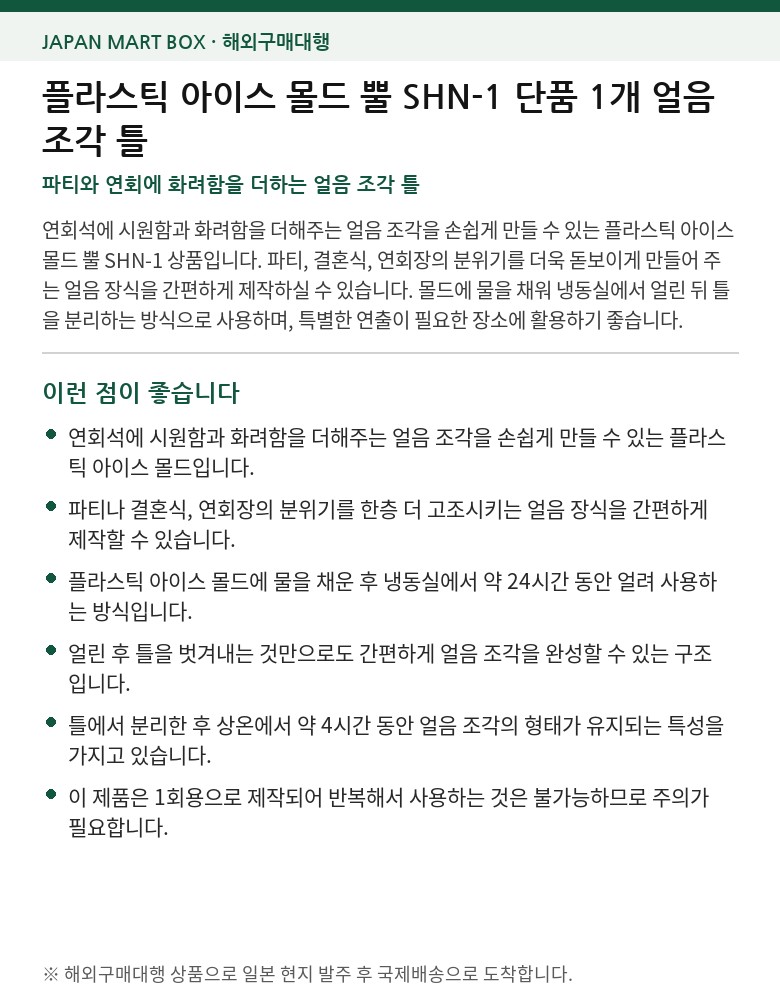 JAPAN MART BOX · 해외구매대행
플라스틱 아이스 몰드 뿔 SHN-1 단품 1개 얼음
조각 틀
파티와 연회에 화려함을 더하는 얼음 조각 틀
연회석에 시원함과 화려함을 더해주는 얼음 조각을 손쉽게 만들 수 있는 플라스틱 아이스
몰드 뿔 SHN-1 상품입니다. 파티, 결혼식, 연회장의 분위기를 더욱 돋보이게 만들어 주
는 얼음 장식을 간편하게 제작하실 수 있습니다. 몰드에 물을 채워 냉동실에서 얼린 뒤 틀
을 분리하는 방식으로 사용하며, 특별한 연출이 필요한 장소에 활용하기 좋습니다.
이런 점이 좋습니다
• 연회석에 시원함과 화려함을 더해주는 얼음 조각을 손쉽게 만들 수 있는 플라스
틱 아이스 몰드입니다.
• 파티나 결혼식, 연회장의 분위기를 한층 더 고조시키는 얼음 장식을 간편하게
제작할 수 있습니다.
• 플라스틱 아이스 몰드에 물을 채운 후 냉동실에서 약 24시간 동안 얼려 사용하
는 방식입니다.
• 얼린 후 틀을 벗겨내는 것만으로도 간편하게 얼음 조각을 완성할 수 있는 구조
입니다.
• 틀에서 분리한 후 상온에서 약 4시간 동안 얼음 조각의 형태가 유지되는 특성을
가지고 있습니다.
• 이 제품은 1회용으로 제작되어 반복해서 사용하는 것은 불가능하므로 주의가
필요합니다.
※ 해외구매대행 상품으로 일본 현지 발주 후 국제배송으로 도착합니다.